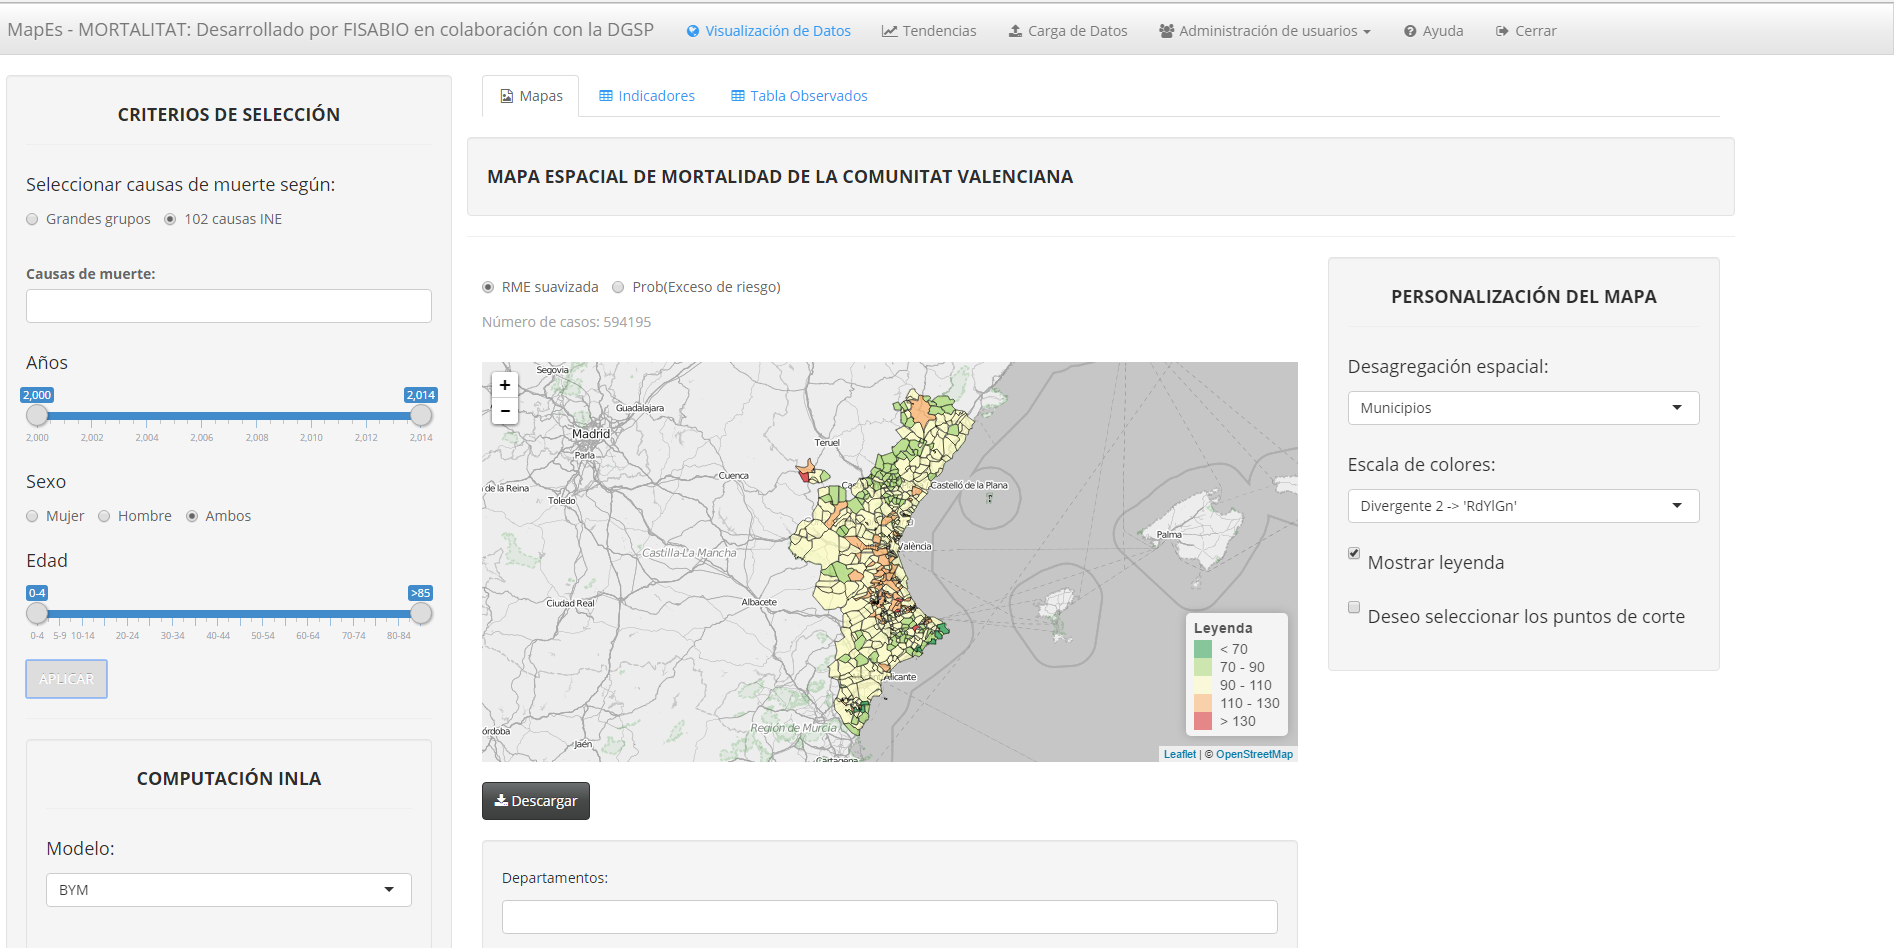 MapEs - MORTALITAT: Desarrollado por FISABIO en colaboración con la DGSP
Visualización de Datos
Tendencias
Carga de Datos
Administración de usuarios
Ayuda
Cerrar
CRITERIOS DE SELECCIÓN
Seleccionar causas de muerte según:
Grandes grupos 102 causas INE
Causas de muerte:
Años
2,000 2,014
2,000 2,002 2,004 2,006 2,008 2,010 2,012 2,014
Sexo
Mujer Hombre Ambos
Edad
0-4 >85
0-4 5-9 10-14 20-24 30-34 40-44 50-54 60-64 70-74 80-84
APLICAR
COMPUTACIÓN INLA
Modelo:
BYM
Mapas Indicadores Tabla Observados
MAPA ESPACIAL DE MORTALIDAD DE LA COMUNITAT VALENCIANA
RME suavizada Prob(Exceso de riesgo)
Número de casos: 594195
+
−
Segovia
Guadalajara
Madrid
Parla
Teruel
Cuenca
de la Reina
Toledo
Castelló de la Plana
Castilla-La Mancha
València
Palma
Ciudad Real
Albacete
Alicante
Región de Murcia
órdoba
Jaén
Cartagena
Leyenda
< 70
70 - 90
90 - 110
110 - 130
> 130
Leaflet | © OpenStreetMap
Descargar
Departamentos:
PERSONALIZACIÓN DEL MAPA
Desagregación espacial:
Municipios
Escala de colores:
Divergente 2 -> 'RdYlGn'
Mostrar leyenda
Deseo seleccionar los puntos de corte